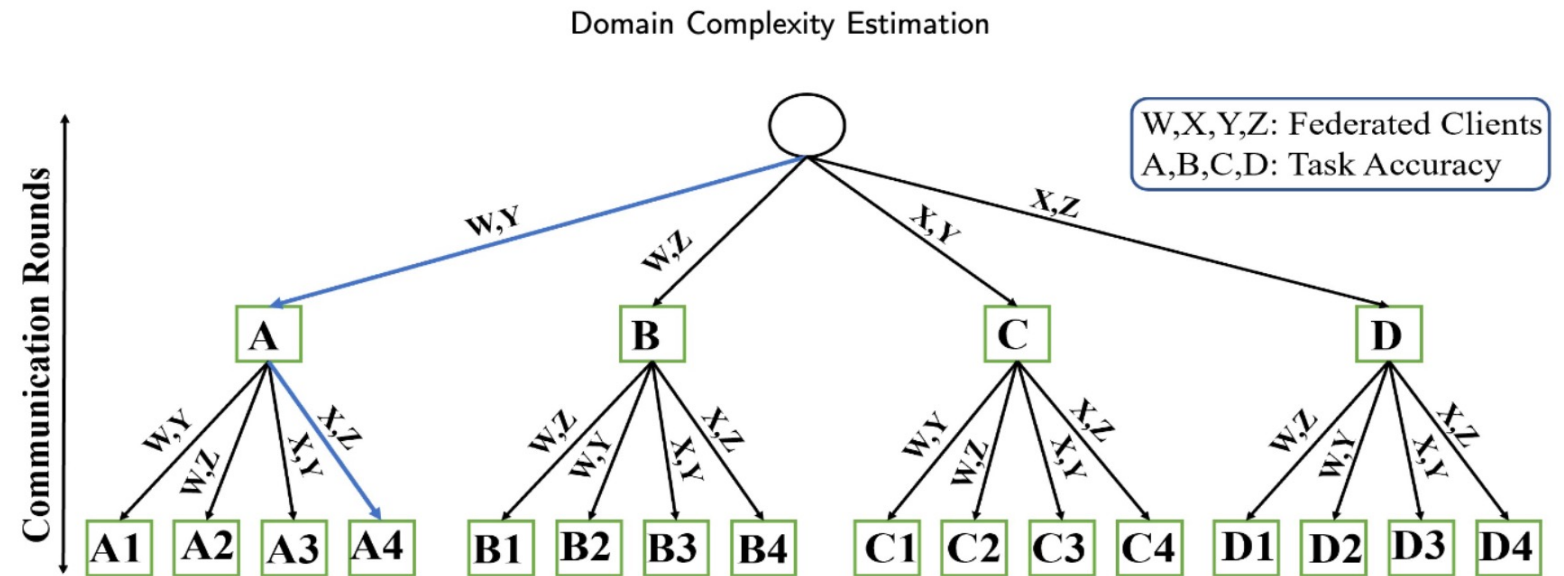 Domain Complexity Estimation
W,X,Y,Z: Federated Clients
A,B,C,D: Task Accuracy
Communication Rounds
W,Y
W,Z
X,Y
X,Z
A
B
C
D
W,Y
W,Z
X,Y
X,Z
W,Z
W,Y
X,Y
X,Z
W,Y
W,Z
X,Y
X,Z
W,Z
W,Y
X,Y
X,Z
A1
A2
A3
A4
B1
B2
B3
B4
C1
C2
C3
C4
D1
D2
D3
D4